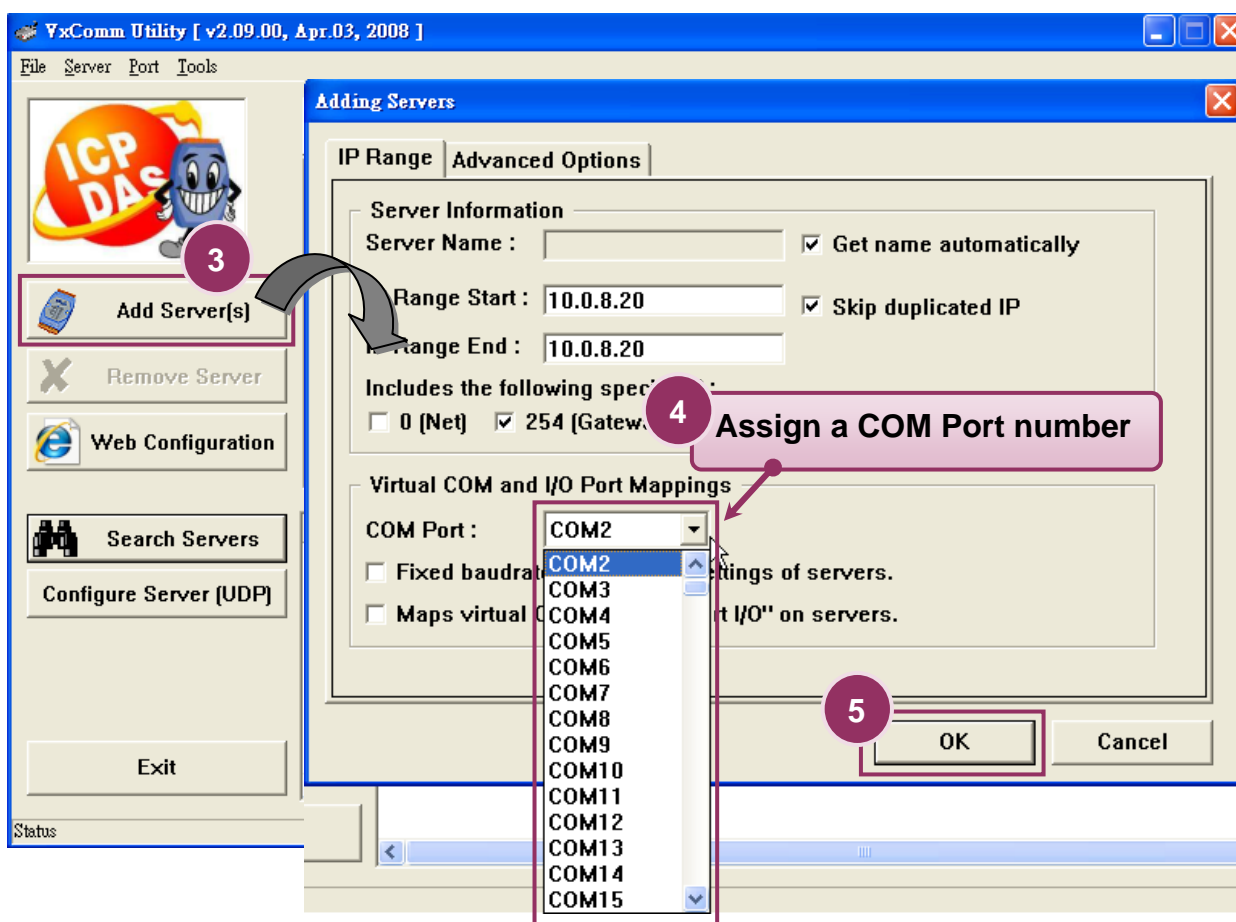 VxComm Utility [ v2.09.00, Apr.03, 2008 ]
File Server Port Tools
ICP
DAS
3
Add Server(s)
Remove Server
Web Configuration
Search Servers
Configure Server (UDP)
Exit
Status
Adding Servers
IP Range Advanced Options
Server Information
Server Name : Get name automatically
Range Start : 10.0.8.20 Skip duplicated IP
Range End : 10.0.8.20
Includes the following
0 (Net) 254
4
Assign a COM Port number
Virtual COM and I/O Port Mappings
COM Port : COM2
Fixed of servers.
Maps virtual I/O" on servers.
COM2
COM3
COM4
COM5
COM6
COM7
COM8
COM9
COM10
COM11
COM12
COM13
COM14
COM15
5
OK Cancel